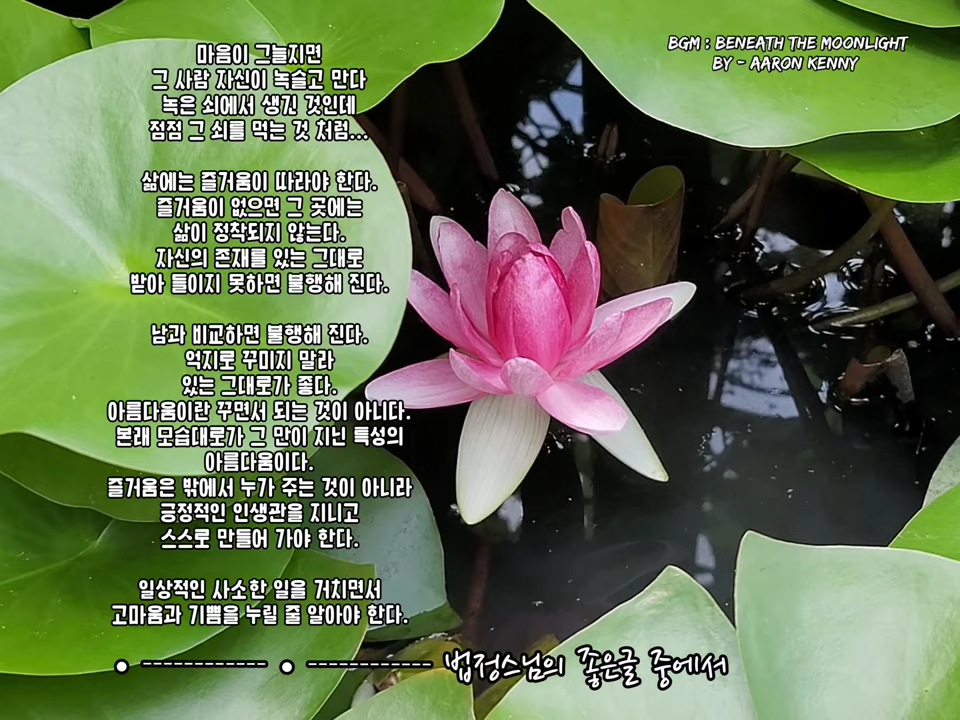 마음이 그늘지면
그 사람 자신이 녹슬고 만다
녹은 쇠에서 생긴 것인데
점점 그 쇠를 먹는 것 처럼...
삶에는 즐거움이 따라야 한다.
즐거움이 없으면 그 곳에는
삶이 정착되지 않는다.
자신의 존재를 있는 그대로
받아 들이지 못하면 불행해 진다.
남과 비교하면 불행해 진다.
억지로 꾸미지 말라
있는 그대로가 좋다.
아름다움이란 꾸면서 되는 것이 아니다.
본래 모습대로가 그 만이 지닌 특성의
아름다움이다.
즐거움은 밖에서 누가 주는 것이 아니라
긍정적인 인생관을 지니고
스스로 만들어 가야 한다.
일상적인 사소한 일을 거치면서
고마움과 기쁨을 누릴 줄 알아야 한다.
법정스님의 좋은글 중에서
BGM : BENEATH THE MOONLIGHT
BY - AARON KENNY